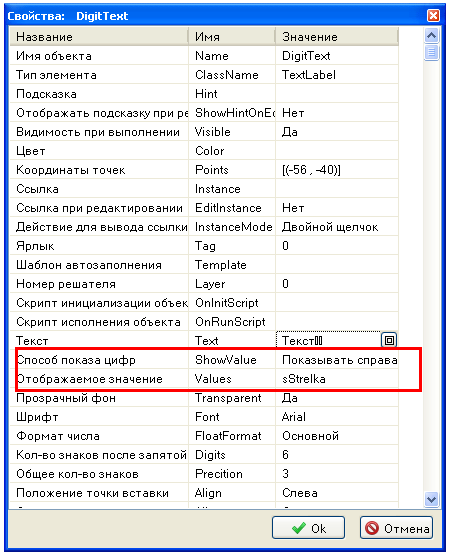 Свойства: DigitText
Название Имя Значение
Имя объекта Name DigitText
Тип элемента ClassName TextLabel
Подсказка Hint
Отображать подсказку при ре ShowHintOnEc Нет
Видимость при выполнении Visible Да
Цвет Color
Координаты точек Points [(-56 , -40)]
Ссылка Instance
Ссылка при редактировании EditInstance Нет
Действие для вывода ссылки InstanceMode Двойной щелчок
Ярлык Tag 0
Шаблон автозаполнения Template
Номер решателя Layer 0
Скрипт инициализации объек OnInitScript
Скрипт исполнения объекта OnRunScript
Текст Text Текст
Способ показа цифр ShowValue Показывать справа
Отображаемое значение Values sStrelka
Прозрачный фон Transparent Да
Шрифт Font Arial
Формат числа FloatFormat Основной
Кол-во знаков после запятой Digits 6
Общее кол-во знаков Precition 3
Положение точки вставки Align Слева
Ok Отмена